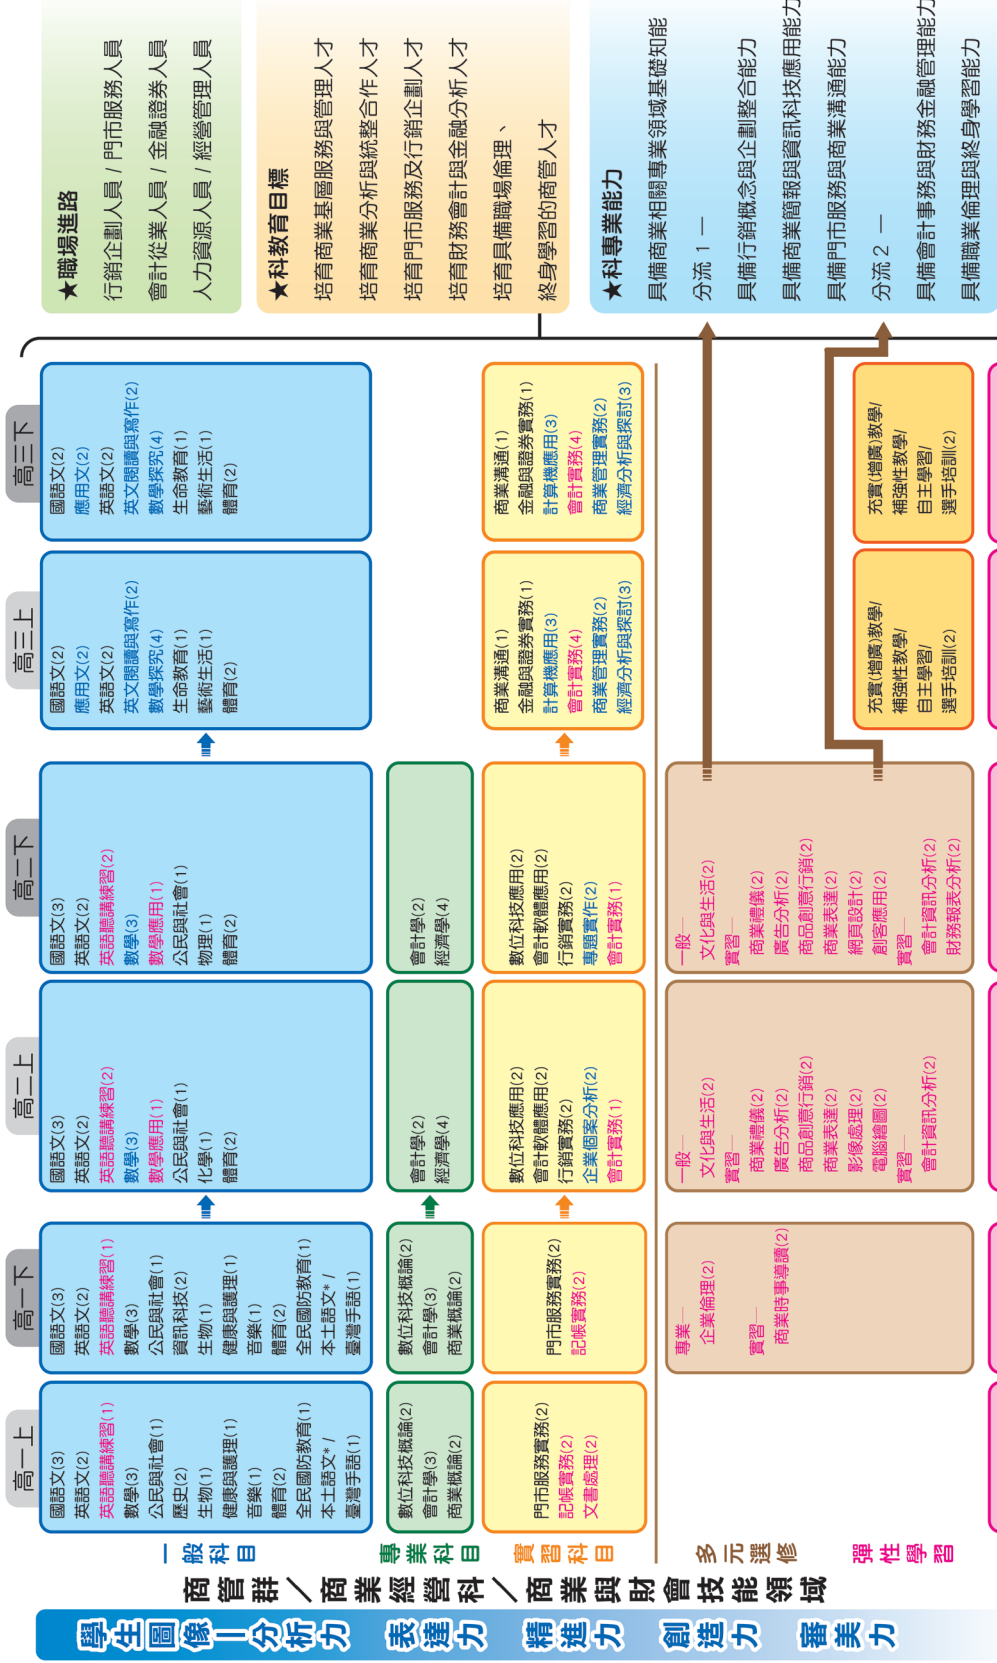 學生圖像—分析力 表達力 精進力 創造力 審美力
商管群／商業經營科／商業與財會技能領域
高一上
高一下
高二上
高二下
高三上
高三下
一般科目
國語文(3)
英語文(2)
英語聽講練習(1)
數學(3)
公民與社會(1)
歷史(2)
生物(1)
健康與護理(1)
音樂(1)
體育(2)
全民國防教育(1)
本土語文* /
臺灣手語(1)
國語文(3)
英語文(2)
英語聽講練習(1)
數學(3)
公民與社會(1)
資訊科技(2)
生物(1)
健康與護理(1)
音樂(1)
體育(2)
全民國防教育(1)
本土語文* /
臺灣手語(1)
國語文(3)
英語文(2)
英語聽講練習(2)
數學(3)
數學應用(1)
公民與社會(1)
化學(1)
體育(2)
國語文(3)
英語文(2)
英語聽講練習(2)
數學(3)
數學應用(1)
公民與社會(1)
物理(1)
體育(2)
國語文(2)
應用文(2)
英語文(2)
英文閱讀與寫作(2)
數學探究(4)
生命教育(1)
藝術生活(1)
體育(2)
國語文(2)
應用文(2)
英語文(2)
英文閱讀與寫作(2)
數學探究(4)
生命教育(1)
藝術生活(1)
體育(2)
專業科目
數位科技概論(2)
會計學(3)
商業概論(2)
數位科技概論(2)
會計學(3)
商業概論(2)
會計學(2)
經濟學(4)
會計學(2)
經濟學(4)
實習科目
門市服務實務(2)
記帳實務(2)
文書處理(2)
門市服務實務(2)
記帳實務(2)
數位科技應用(2)
會計軟體應用(2)
行銷實務(2)
企業個案分析(2)
會計實務(1)
數位科技應用(2)
會計軟體應用(2)
行銷實務(2)
專題實作(2)
會計實務(1)
商業溝通(1)
金融與證券實務(1)
計算機應用(3)
會計實務(4)
商業管理實務(2)
經濟分析與探討(3)
商業溝通(1)
金融與證券實務(1)
計算機應用(3)
會計實務(4)
商業管理實務(2)
經濟分析與探討(3)
多元選修
專業—
企業倫理(2)
實習—
商業時事導讀(2)
一般—
文化與生活(2)
實習—
商業禮儀(2)
廣告分析(2)
商品創意行銷(2)
商業表達(2)
影像處理(2)
電腦繪圖(2)
實習—
會計資訊分析(2)
一般—
文化與生活(2)
實習—
商業禮儀(2)
廣告分析(2)
商品創意行銷(2)
商業表達(2)
網頁設計(2)
創客應用(2)
實習—
會計資訊分析(2)
財務報表分析(2)
彈性學習
充實(增廣)教學/
補強性教學/
自主學習/
選手培訓(2)
充實(增廣)教學/
補強性教學/
自主學習/
選手培訓(2)
★職場進路
行銷企劃人員 / 門市服務人員
會計從業人員 / 金融證券人員
人力資源人員 / 經營管理人員
★科教育目標
培育商業基層服務與管理人才
培育商業分析與統整合作人才
培育門市服務及行銷企劃人才
培育財務會計與金融分析人才
培育具備職場倫理、
終身學習的商管人才
★科專業能力
具備商業相關專業領域基礎知能
分流 1 —
具備行銷概念與企劃整合能力
具備商業簡報與資訊科技應用能力
具備門市服務與商業溝通能力
分流 2 —
具備會計事務與財務金融管理能力
具備職業倫理與終身學習能力